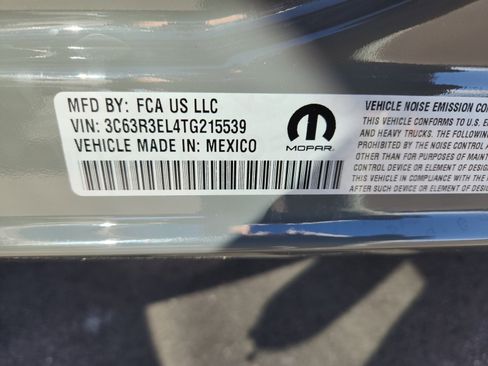 MFD BY: FCA US LLC
VIN: 3C63R3EL4TG215539
VEHICLE MADE IN: MEXICO
MOPAR
VEHICLE NOISE EMISSION CO
THIS VEHICLE CONFORMS TO U.S. E
AND HEAVY TRUCKS. THE FOLLOWING
PROHIBITED BY THE NOISE CONTROL
OTHER THAN FOR PURPOSES OF MAINT
CONTROL DEVICE OR ELEMENT OF DESIG
THIS VEHICLE IN COMPLIANCE WITH THE N
AFTER SUCH DEVICE OR ELEMENT OF DESIG